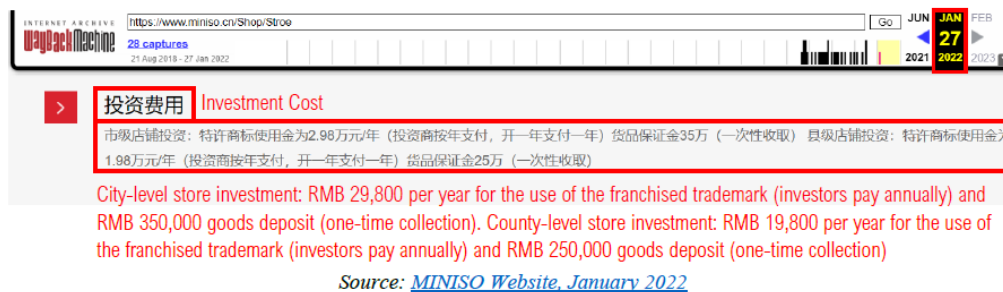 INTERNET ARCHIVE
WayBackMachine
https://www.miniso.cn/Shop/Stroe
Go
JUN JAN FEB
28 captures
27
21 Aug 2018 - 27 Jan 2022
2021 2022 2023
投资费用 Investment Cost
市级店铺投资：特许商标使用金为2.98万元/年（投资商按年支付，开一年支付一年）货品保证金35万（一次性收取） 县级店铺投资：特许商标使用金为
1.98万元/年（投资商按年支付，开一年支付一年）货品保证金25万（一次性收取）
City-level store investment: RMB 29,800 per year for the use of the franchised trademark (investors pay annually) and
RMB 350,000 goods deposit (one-time collection). County-level store investment: RMB 19,800 per year for the use of
the franchised trademark (investors pay annually) and RMB 250,000 goods deposit (one-time collection)
Source: MINISO Website, January 2022